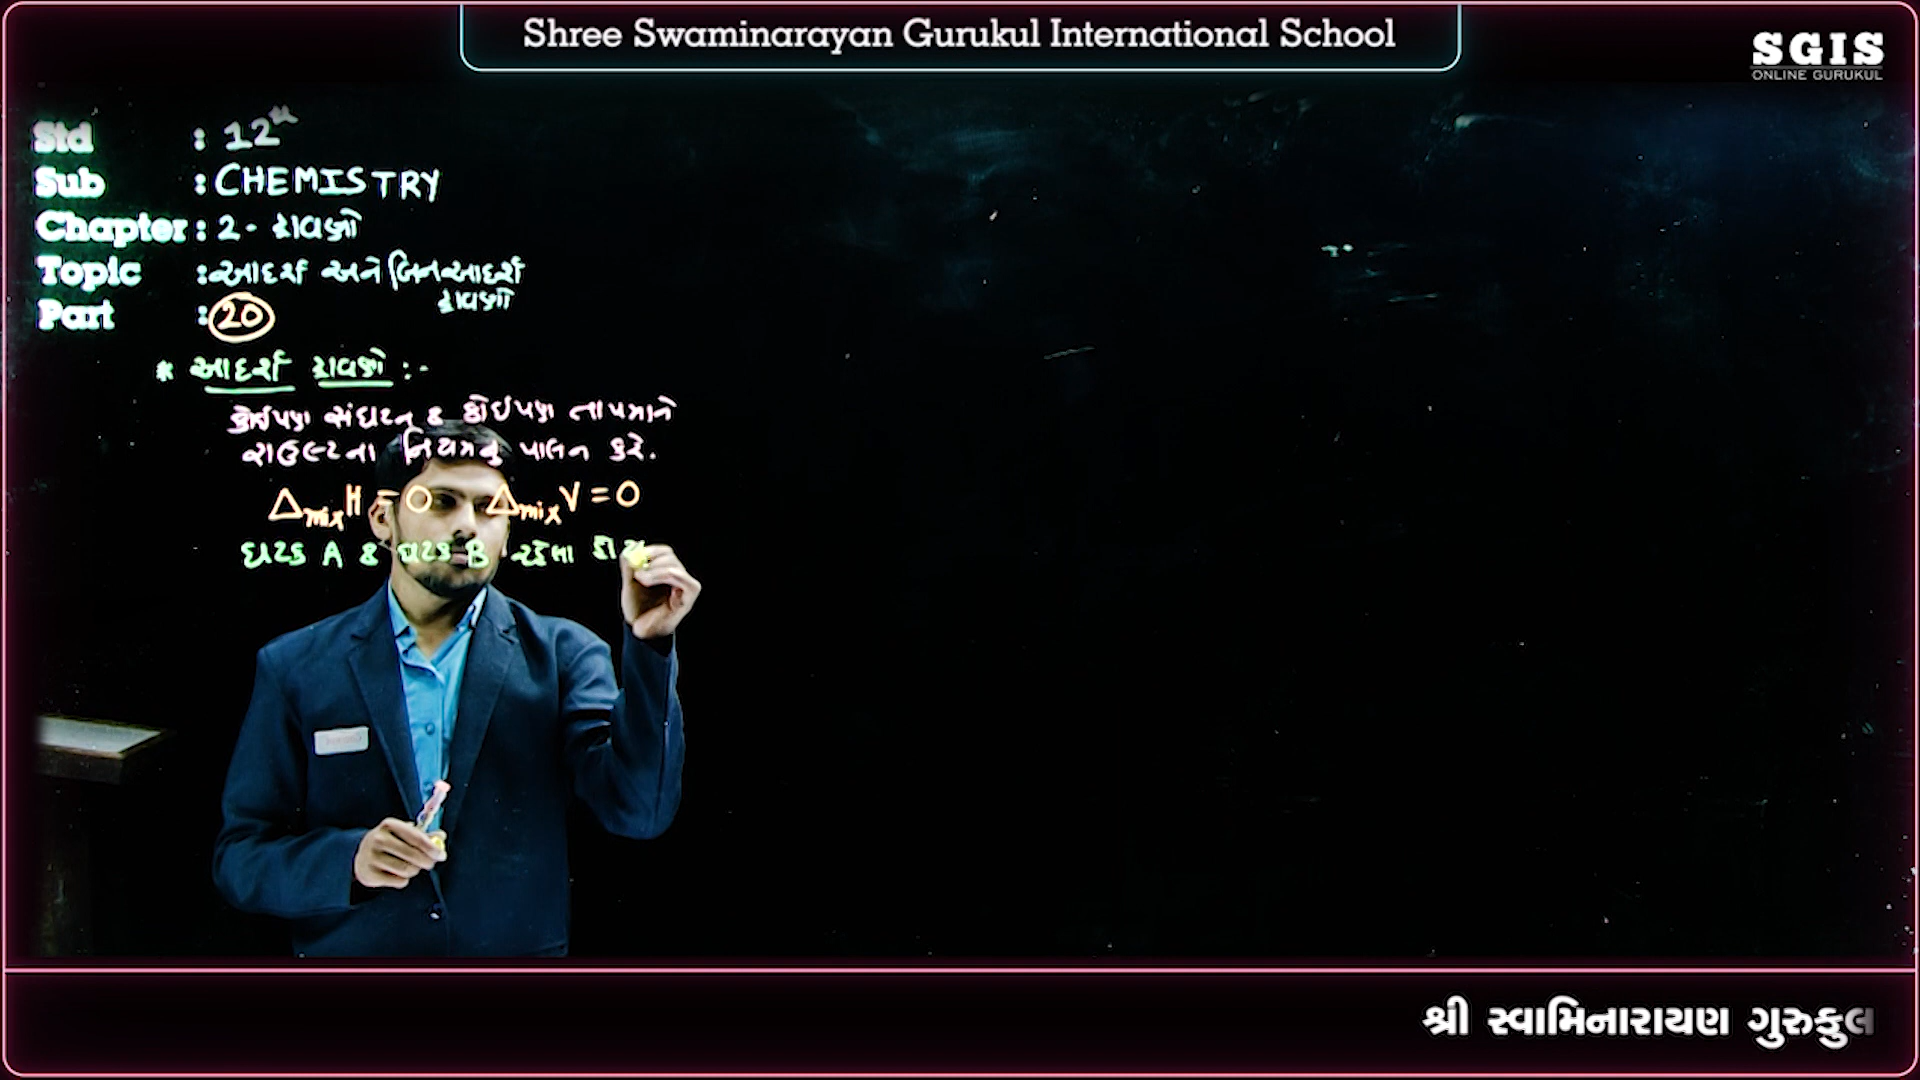 Shree Swaminarayan Gurukul International School
SGIS
ONLINE GURUKUL
Std : 12th
Sub : CHEMISTRY
Chapter : 2 - દ્રાવણો
Topic : આદર્શ અને બિનઆદર્શ
દ્રાવણો
Part : 20
* આદર્શ દ્રાવણો :-
કોઈપણ સંઘટન & કોઈપણ તાપમાને
રાઉલ્ટના નિયમનું પાલન કરે.
ΔmixH = 0 ΔmixV = 0
ઘટક A & ઘટક B રહેલા
શ્રી સ્વામિનારાયણ ગુરુકુલ